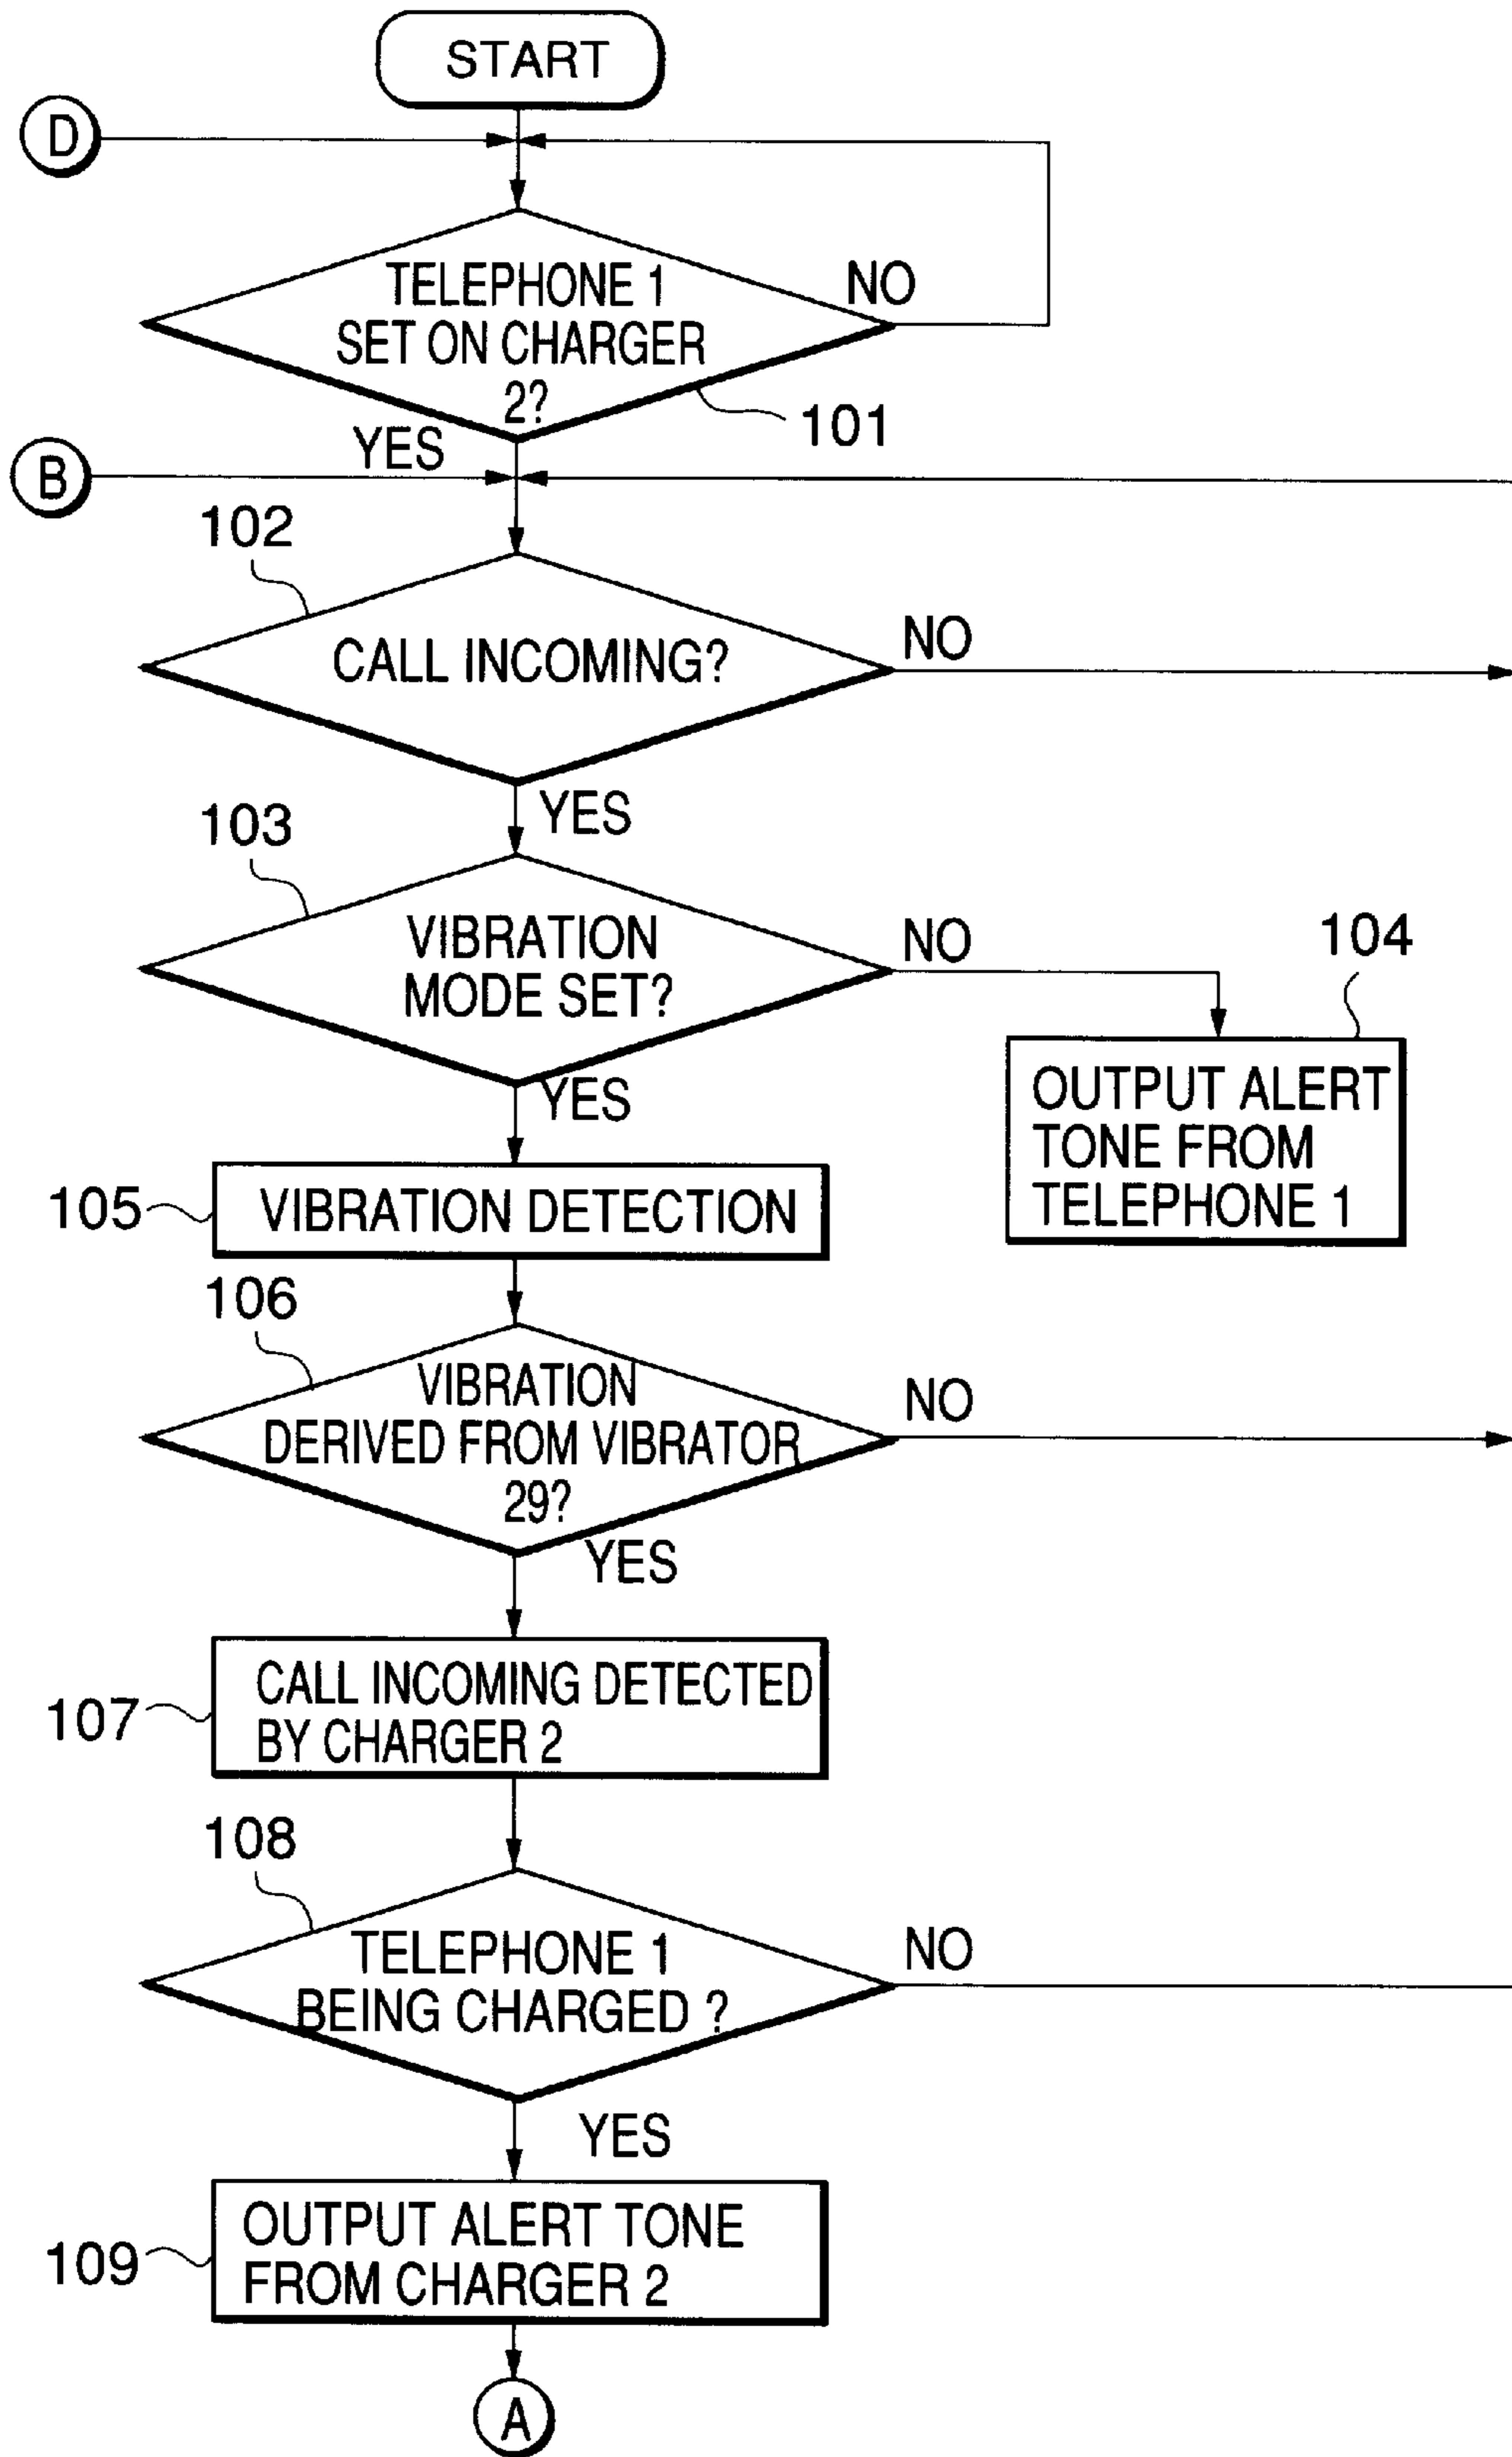 START
D
TELEPHONE 1
SET ON CHARGER
2?
NO
101
YES
B
102
CALL INCOMING?
NO
YES
103
VIBRATION
MODE SET?
NO
104
OUTPUT ALERT
TONE FROM
TELEPHONE 1
YES
105
VIBRATION DETECTION
106
VIBRATION
DERIVED FROM VIBRATOR
29?
NO
YES
107
CALL INCOMING DETECTED
BY CHARGER 2
108
TELEPHONE 1
BEING CHARGED ?
NO
YES
109
OUTPUT ALERT TONE
FROM CHARGER 2
A